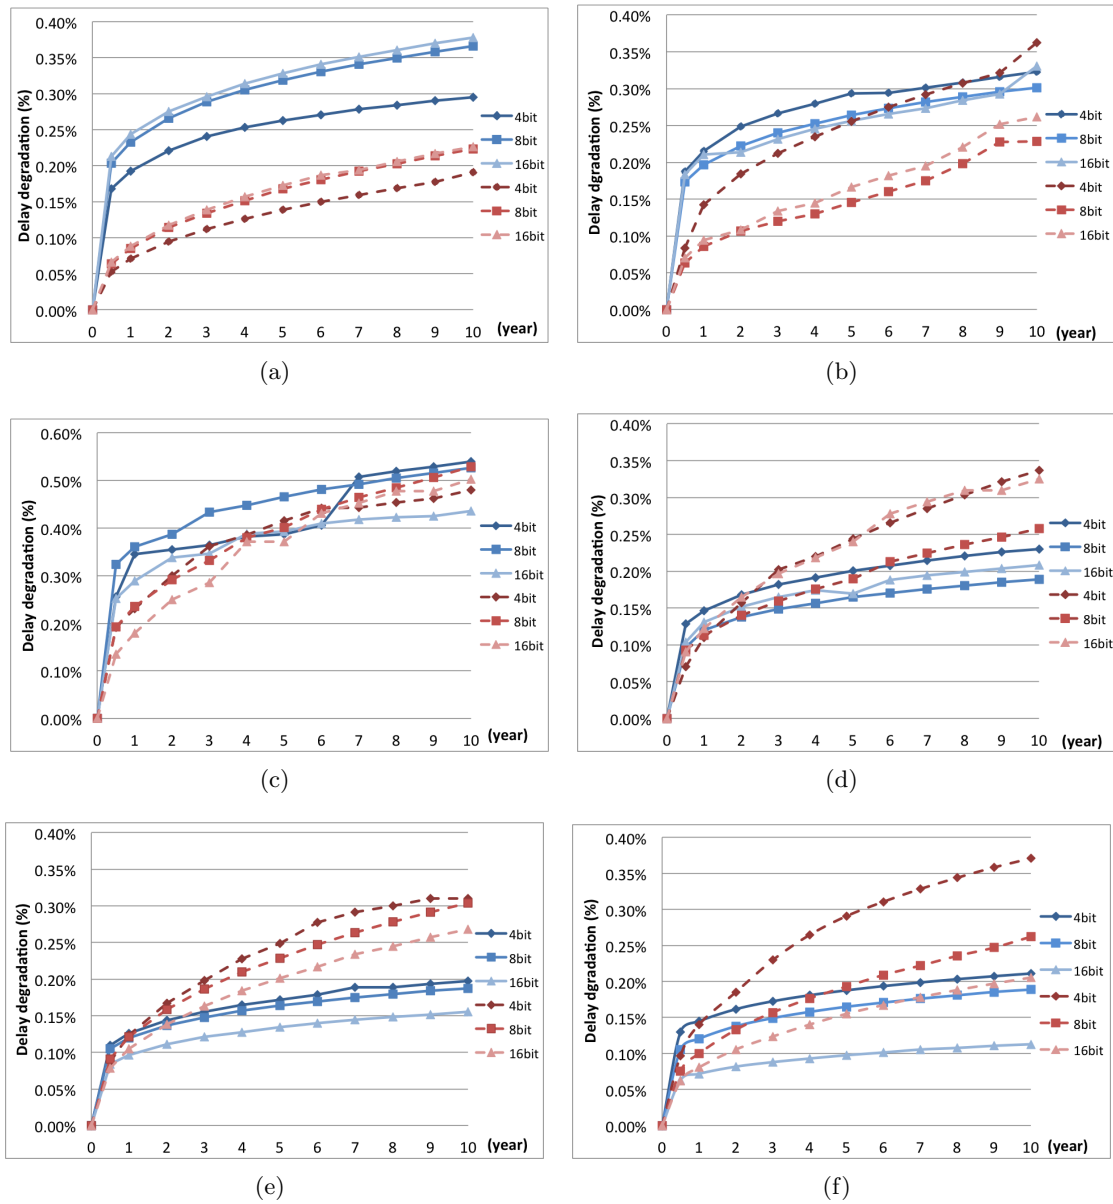 0.40%
0.35%
0.30%
0.25%
0.20%
0.15%
0.10%
0.05%
0.00%
Delay degradation (%)
0 1 2 3 4 5 6 7 8 9 10 (year)
4bit
8bit
16bit
4bit
8bit
16bit
(a)
0.40%
0.35%
0.30%
0.25%
0.20%
0.15%
0.10%
0.05%
0.00%
Delay dgradation (%)
0 1 2 3 4 5 6 7 8 9 10 (year)
4bit
8bit
16bit
4bit
8bit
16bit
(b)
0.60%
0.50%
0.40%
0.30%
0.20%
0.10%
0.00%
Delay degradation (%)
0 1 2 3 4 5 6 7 8 9 10 (year)
4bit
8bit
16bit
4bit
8bit
16bit
(c)
0.40%
0.35%
0.30%
0.25%
0.20%
0.15%
0.10%
0.05%
0.00%
Delay degradation (%)
0 1 2 3 4 5 6 7 8 9 10 (year)
4bit
8bit
16bit
4bit
8bit
16bit
(d)
0.40%
0.35%
0.30%
0.25%
0.20%
0.15%
0.10%
0.05%
0.00%
Delay degradation (%)
0 1 2 3 4 5 6 7 8 9 10 (year)
4bit
8bit
16bit
4bit
8bit
16bit
(e)
0.40%
0.35%
0.30%
0.25%
0.20%
0.15%
0.10%
0.05%
0.00%
Delay dgradation (%)
0 1 2 3 4 5 6 7 8 9 10 (year)
4bit
8bit
16bit
4bit
8bit
16bit
(f)